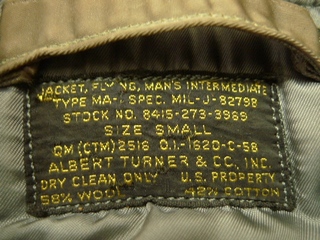 JACKET, FLYING, MAN'S INTERMEDIATE
TYPE MA-1 SPEC. MIL-J-8279B
STOCK NO. 8415-273-3969
SIZE SMALL
QM (CTM) 2516 O.I.-1620-C-58
ALBERT TURNER & CO., INC.
DRY CLEAN ONLY U.S. PROPERTY
58% WOOL 42% COTTON